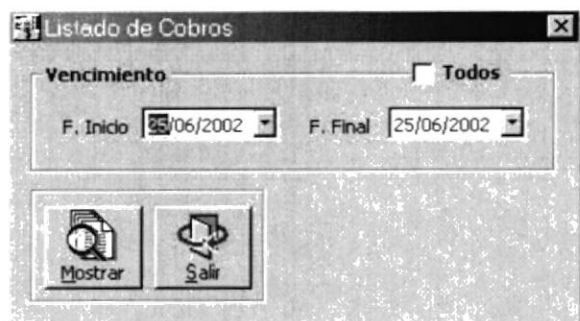 Listado de Cobros
Vencimiento Todos
F. Inicio 25/06/2002 F. Final 25/06/2002
Mostrar Salir